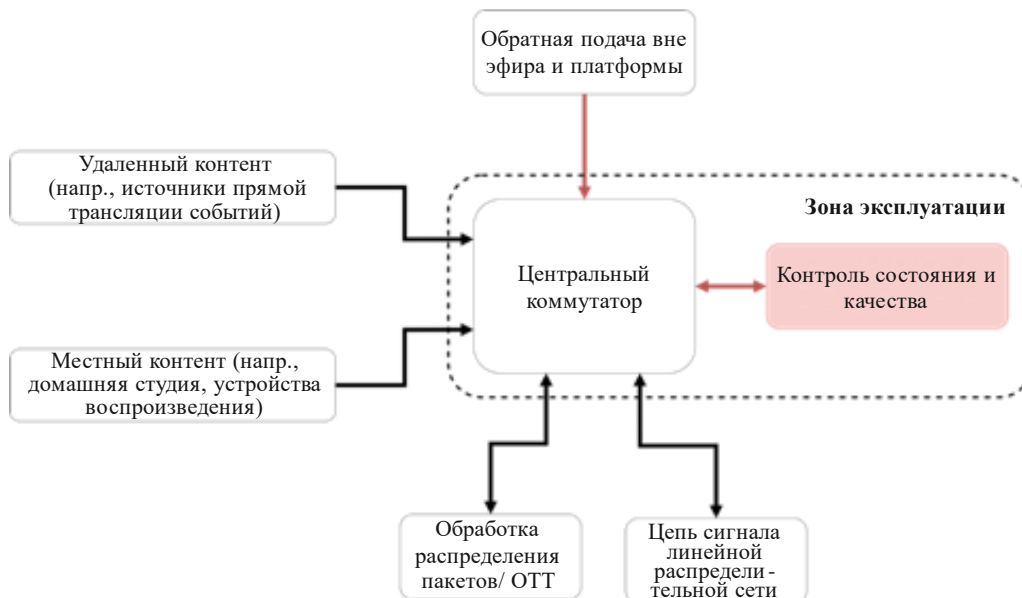 Обратная подача вне
эфира и платформы
Удаленный контент
(напр., источники прямой
трансляции событий)
Зона эксплуатации
Центральный
коммутатор
Контроль состояния и
качества
Местный контент (напр.,
домашняя студия, устройства
воспроизведения)
Обработка
распределения
пакетов/ ОТТ
Цепь сигнала
линейной
распредели -
тельной сети